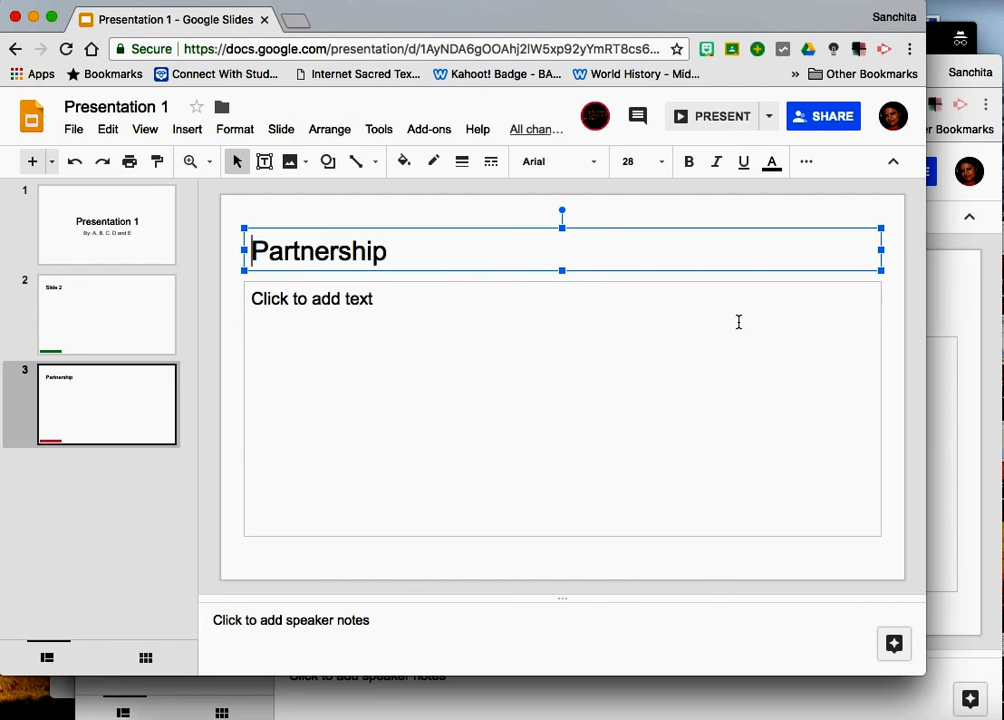 Presentation 1 - Google Slides
Sanchita
Secure https://docs.google.com/presentation/d/1AyNDA6gOOAhj2lW5xp92yYmRT8cs6...
Apps Bookmarks Connect With Stud... Internet Sacred Tex... Kahoot! Badge - BA... World History - Mid... » Other Bookmarks
Sanchita
er Bookmarks
Presentation 1
File Edit View Insert Format Slide Arrange Tools Add-ons Help All chan...
PRESENT
SHARE
Arial 28 B I U A
1
Presentation 1
By: A, B, C, D and E
2
Slide 2
3
Partnership
Partnership
Click to add text
Click to add speaker notes
Click to add speaker notes